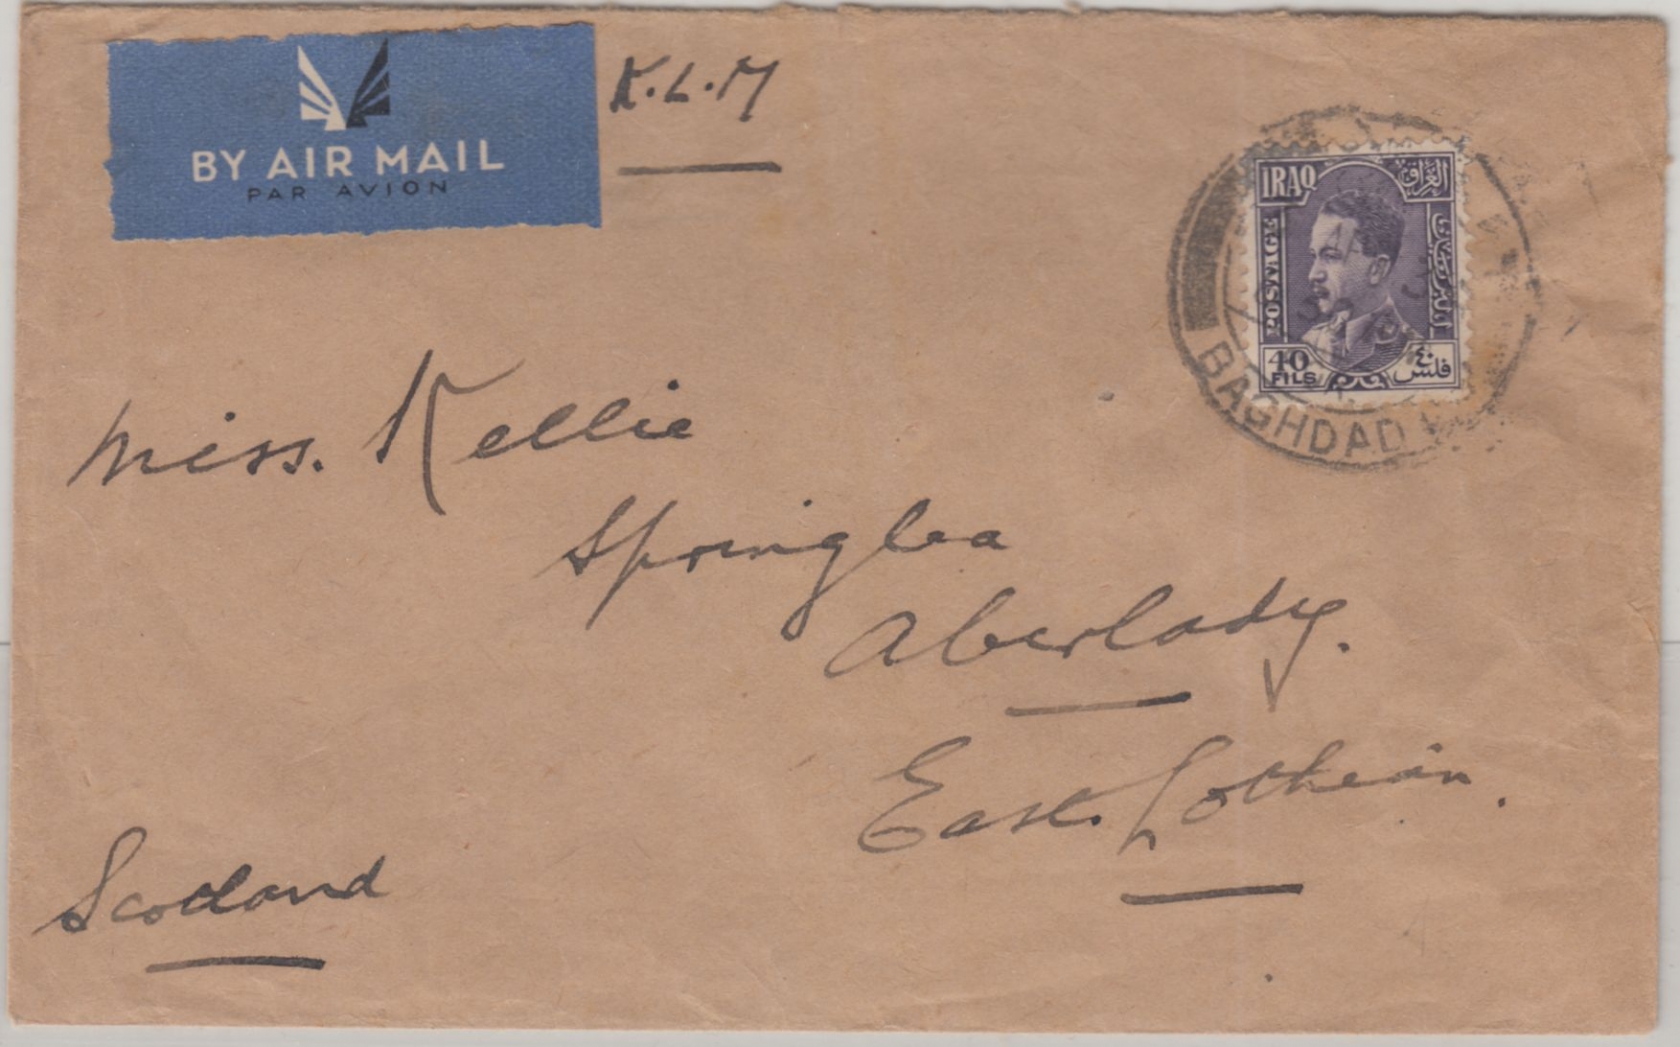 BY AIR MAIL
PAR AVION
K.L.M
IRAQ العراق
POSTAGE
40
FILS
٤٠
فلس
BAGHDAD
Miss. Kellie
Springlea
Aberlady.
East. Lothian.
Scotland